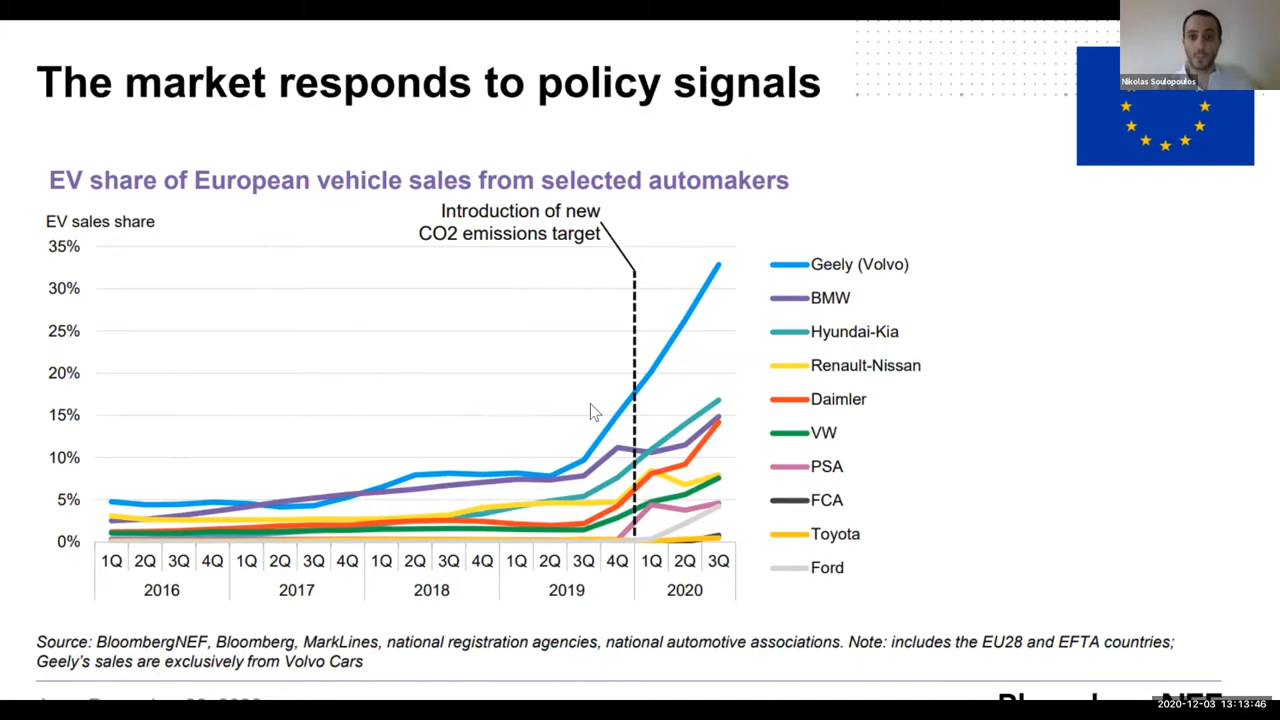 The market responds to policy signals
Nikolas Soulopoulos
EV share of European vehicle sales from selected automakers
Introduction of new
CO2 emissions target
EV sales share
35%
30%
25%
20%
15%
10%
5%
0%
1Q 2Q 3Q 4Q 1Q 2Q 3Q 4Q 1Q 2Q 3Q 4Q 1Q 2Q 3Q 4Q 1Q 2Q 3Q
2016 2017 2018 2019 2020
Geely (Volvo)
BMW
Hyundai-Kia
Renault-Nissan
Daimler
VW
PSA
FCA
Toyota
Ford
Source: BloombergNEF, Bloomberg, MarkLines, national registration agencies, national automotive associations. Note: includes the EU28 and EFTA countries;
Geely's sales are exclusively from Volvo Cars
2020-12-03 13:13:46